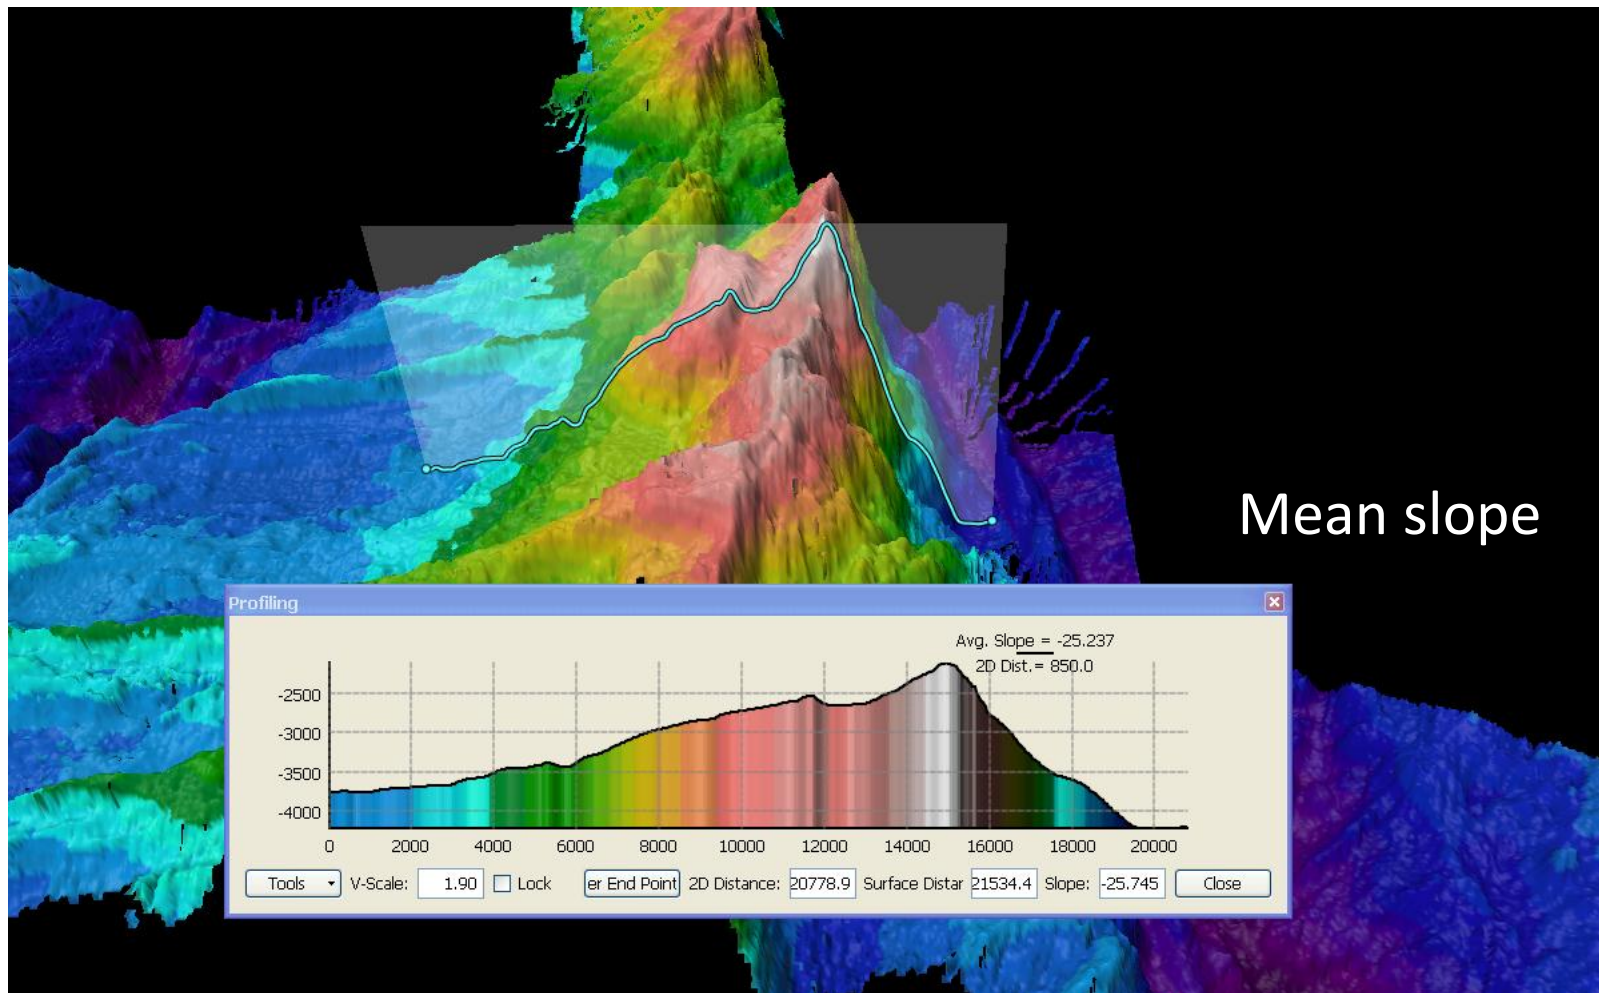 Mean slope
Profiling
Avg. Slope = -25.237
2D Dist.= 850.0
-2500
-3000
-3500
-4000
0 2000 4000 6000 8000 10000 12000 14000 16000 18000 20000
Tools V-Scale: 1.90 Lock er End Point 2D Distance: 20778.9 Surface Distar 21534.4 Slope: -25.745 Close